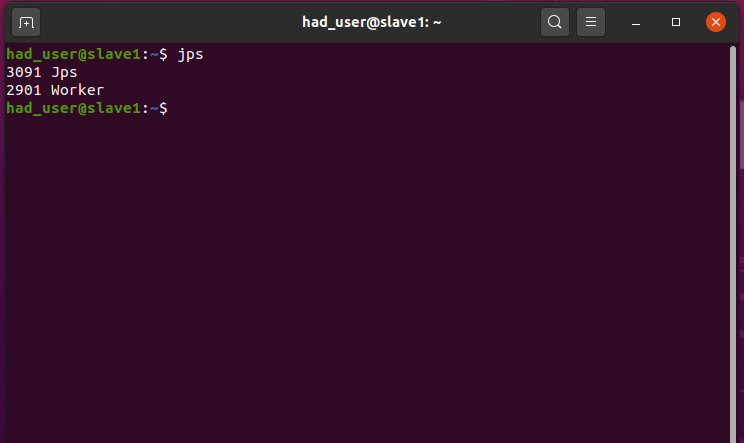 had_user@slave1: ~
had_user@slave1:~$ jps
3091 Jps
2901 Worker
had_user@slave1:~$